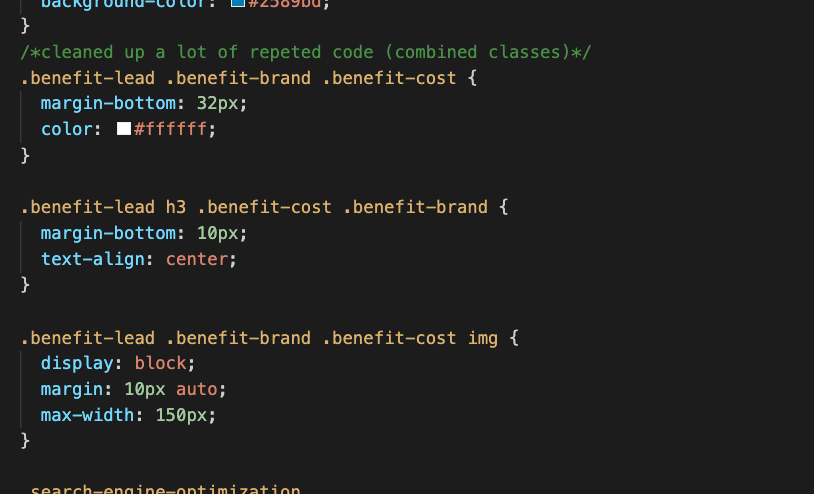 background-color: #2589bd;
}
/*cleaned up a lot of repeted code (combined classes)*/
.benefit-lead .benefit-brand .benefit-cost {
margin-bottom: 32px;
color: #ffffff;
}
.benefit-lead h3 .benefit-cost .benefit-brand {
margin-bottom: 10px;
text-align: center;
}
.benefit-lead .benefit-brand .benefit-cost img {
display: block;
margin: 10px auto;
max-width: 150px;
}
.search-engine-optimization